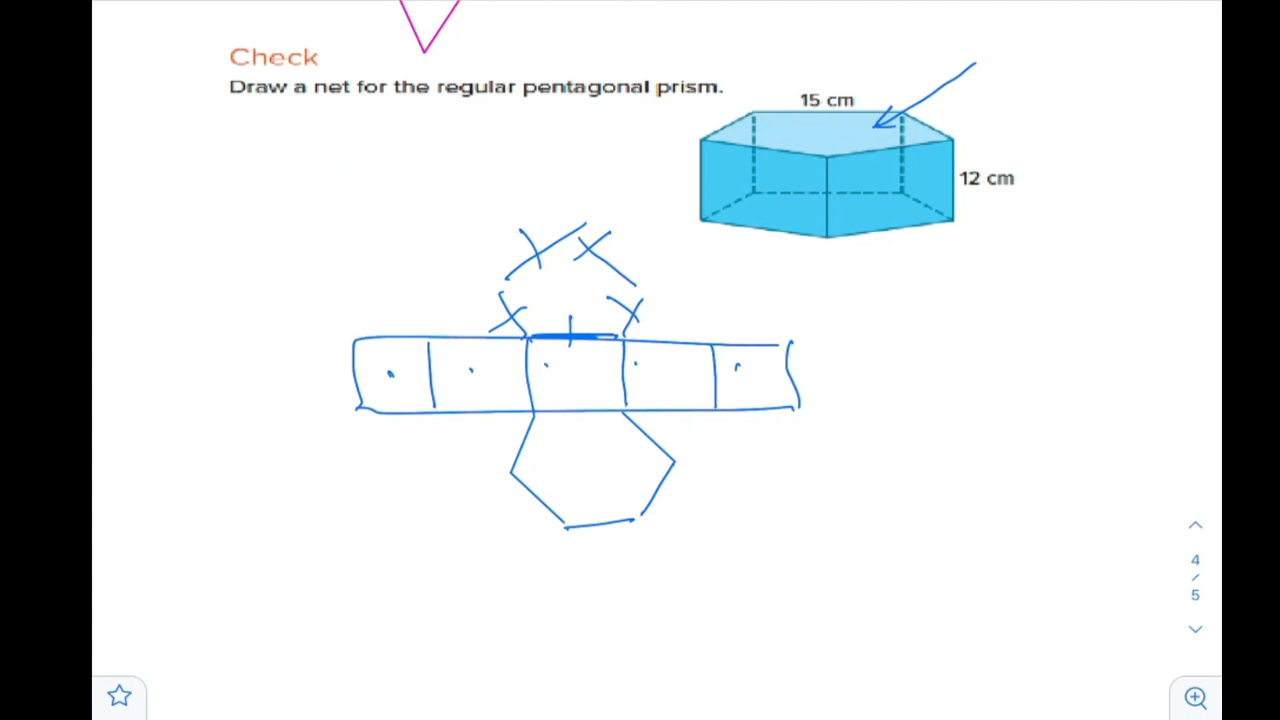 Check
Draw a net for the regular pentagonal prism.
15 cm
12 cm
4
/
5